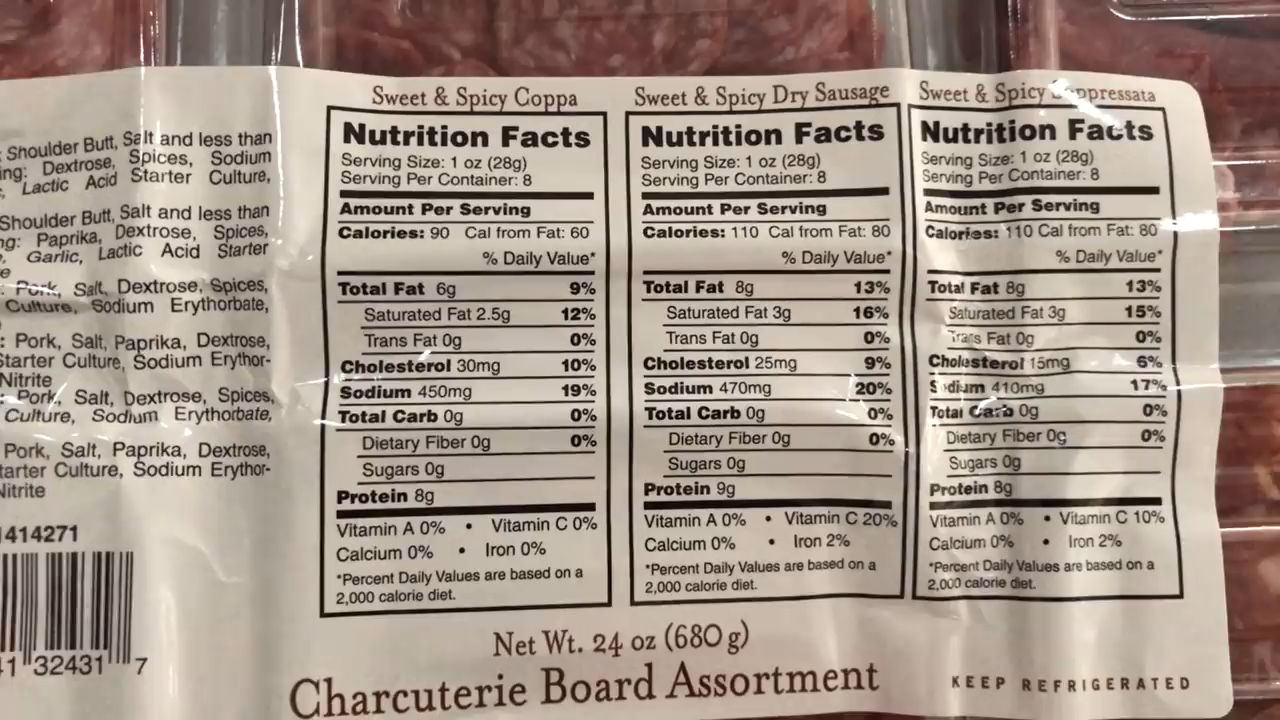 Shoulder Butt, Salt and less than
ing: Dextrose, Spices, Sodium
Lactic Acid Starter Culture,
Shoulder Butt, Salt and less than
ng: Paprika, Dextrose, Spices,
Garlic, Lactic Acid Starter
e
: Pork, Salt, Dextrose, Spices,
Culture, Sodium Erythorbate,
: Pork, Salt, Paprika, Dextrose,
Starter Culture, Sodium Erythor-
Nitrite
: Pork, Salt, Dextrose, Spices,
Culture, Sodium Erythorbate,
Pork, Salt, Paprika, Dextrose,
tarter Culture, Sodium Erythor-
Nitrite
414271
1 32431 7
Sweet & Spicy Coppa
Nutrition Facts
Serving Size: 1 oz (28g)
Serving Per Container: 8
Amount Per Serving
Calories: 90 Cal from Fat: 60
% Daily Value*
Total Fat 6g 9%
Saturated Fat 2.5g 12%
Trans Fat 0g 0%
Cholesterol 30mg 10%
Sodium 450mg 19%
Total Carb 0g 0%
Dietary Fiber 0g 0%
Sugars 0g
Protein 8g
Vitamin A 0% • Vitamin C 0%
Calcium 0% • Iron 0%
*Percent Daily Values are based on a
2,000 calorie diet.
Sweet & Spicy Dry Sausage
Nutrition Facts
Serving Size: 1 oz (28g)
Serving Per Container: 8
Amount Per Serving
Calories: 110 Cal from Fat: 80
% Daily Value*
Total Fat 8g 13%
Saturated Fat 3g 16%
Trans Fat 0g 0%
Cholesterol 25mg 9%
Sodium 470mg 20%
Total Carb 0g 0%
Dietary Fiber 0g 0%
Sugars 0g
Protein 9g
Vitamin A 0% • Vitamin C 20%
Calcium 0% • Iron 2%
*Percent Daily Values are based on a
2,000 calorie diet.
Sweet & Spicy Soppressata
Nutrition Facts
Serving Size: 1 oz (28g)
Serving Per Container: 8
Amount Per Serving
Calories: 110 Cal from Fat: 80
% Daily Value*
Total Fat 8g 13%
Saturated Fat 3g 15%
Trans Fat 0g 0%
Cholesterol 15mg 6%
Sodium 410mg 17%
Total Carb 0g 0%
Dietary Fiber 0g 0%
Sugars 0g
Protein 8g
Vitamin A 0% • Vitamin C 10%
Calcium 0% • Iron 2%
*Percent Daily Values are based on a
2,000 calorie diet.
Net Wt. 24 oz (680 g)
Charcuterie Board Assortment
KEEP REFRIGERATED